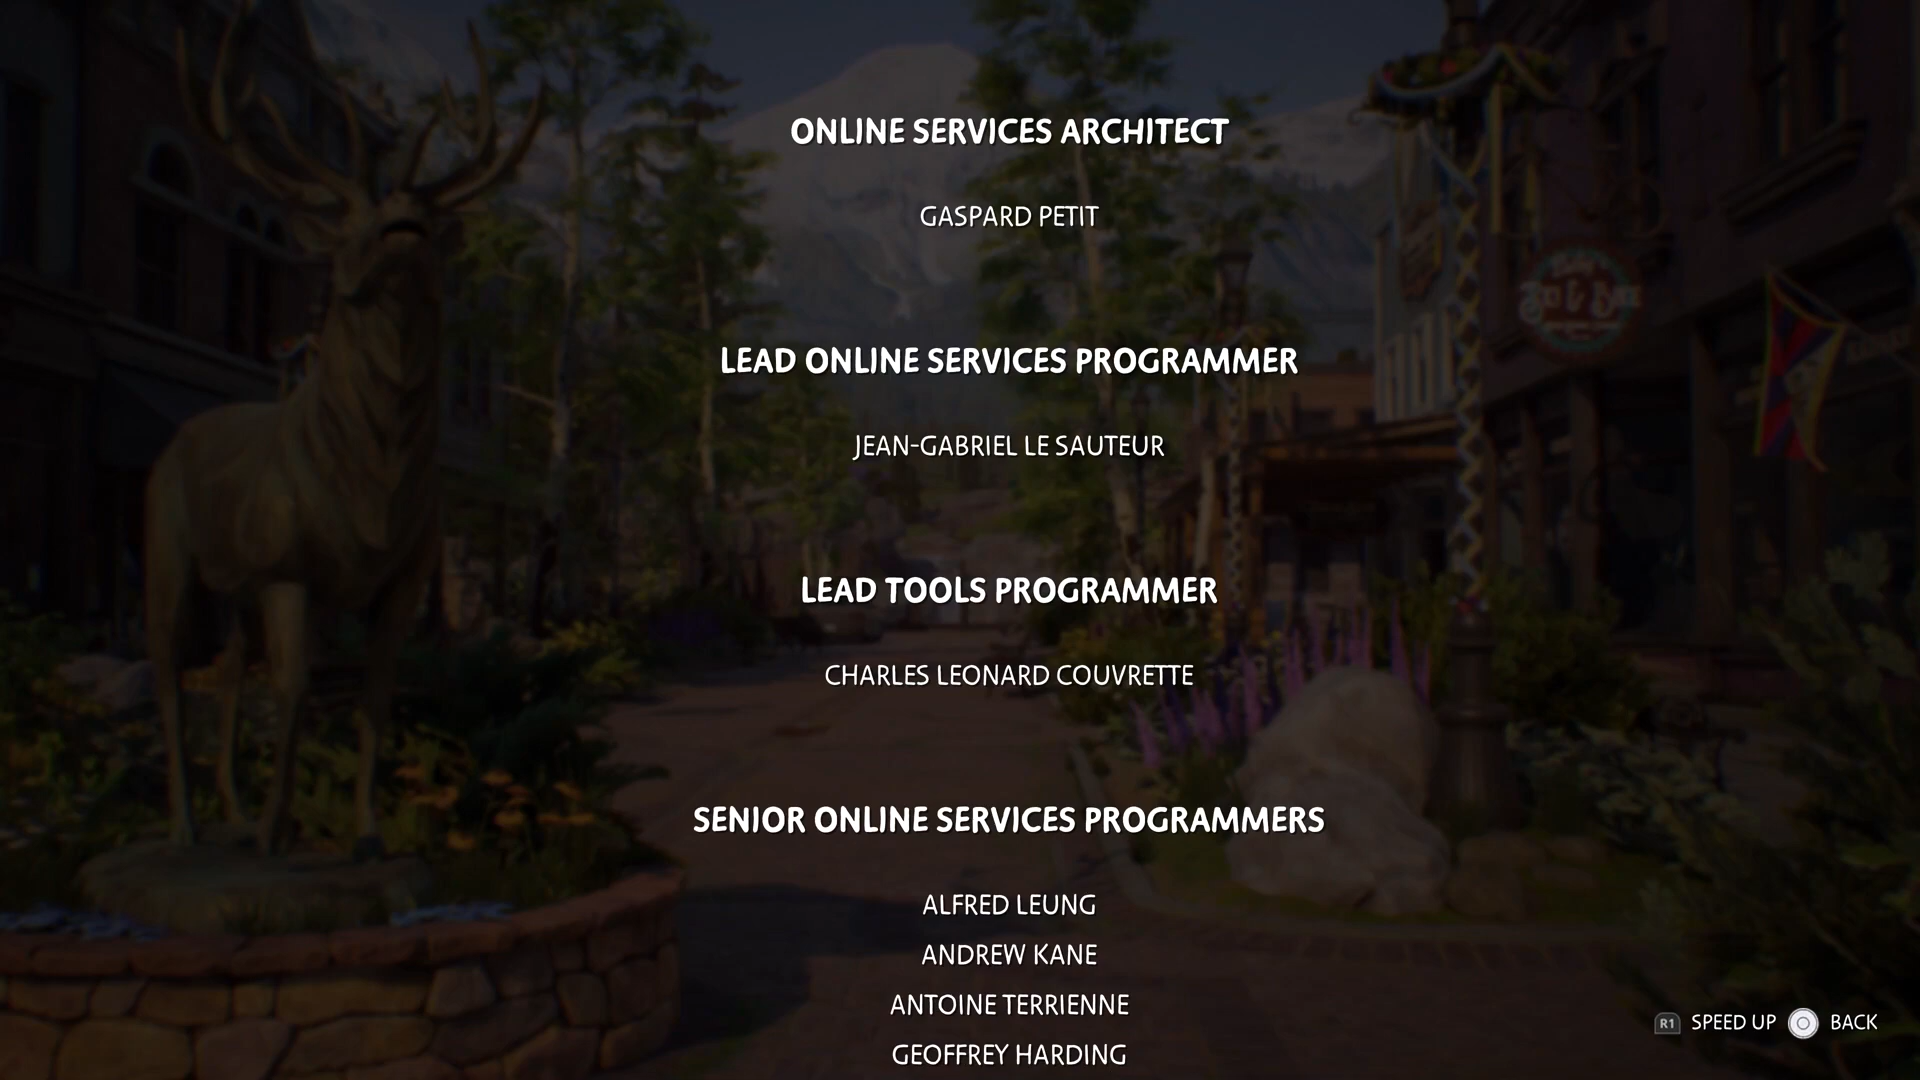 ONLINE SERVICES ARCHITECT
GASPARD PETIT
LEAD ONLINE SERVICES PROGRAMMER
JEAN-GABRIEL LE SAUTEUR
LEAD TOOLS PROGRAMMER
CHARLES LEONARD COUVRETTE
SENIOR ONLINE SERVICES PROGRAMMERS
ALFRED LEUNG
ANDREW KANE
ANTOINE TERRIENNE
GEOFFREY HARDING
R1 SPEED UP BACK